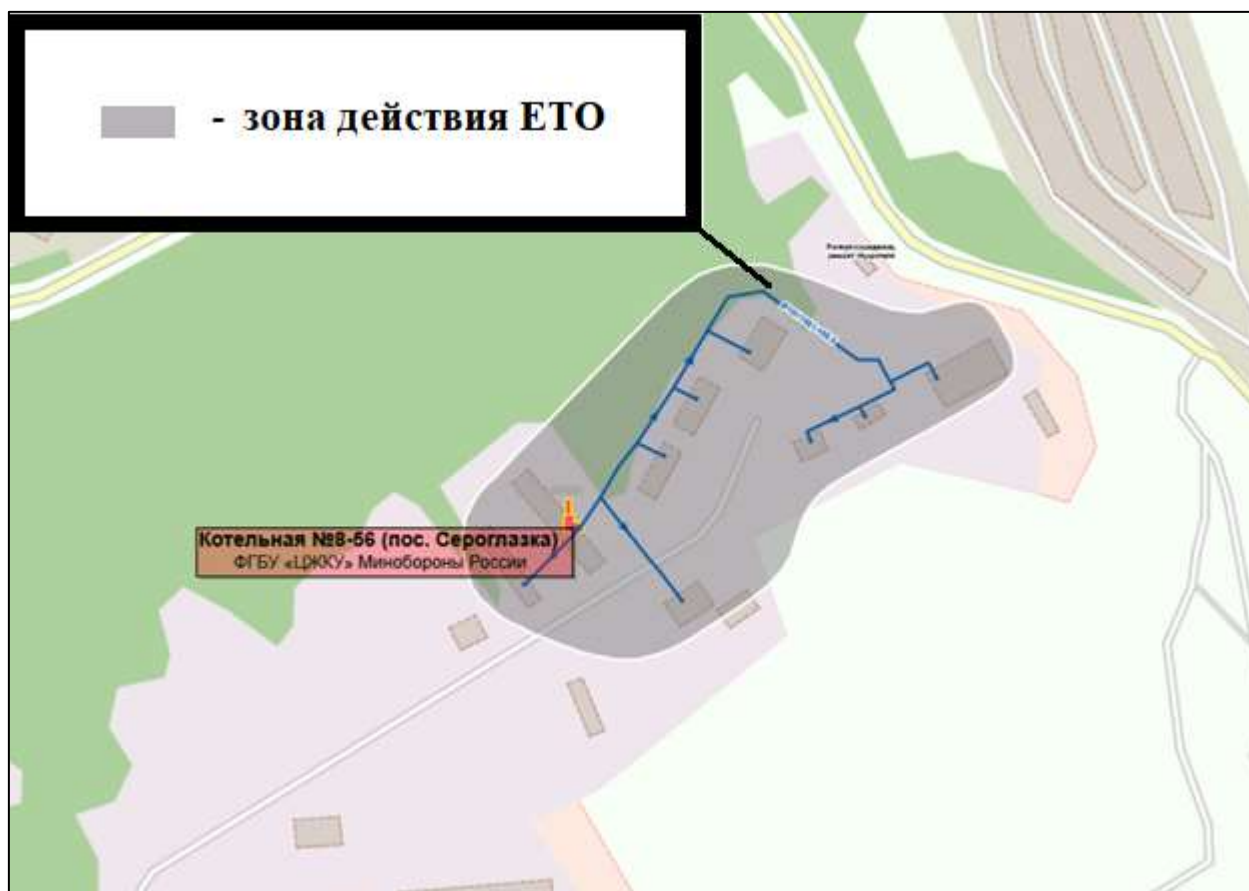 - зона действия ЕТО
Котельная №8-56 (пос. Сероглазка)
ФГБУ «ЦЖКУ» Минобороны России